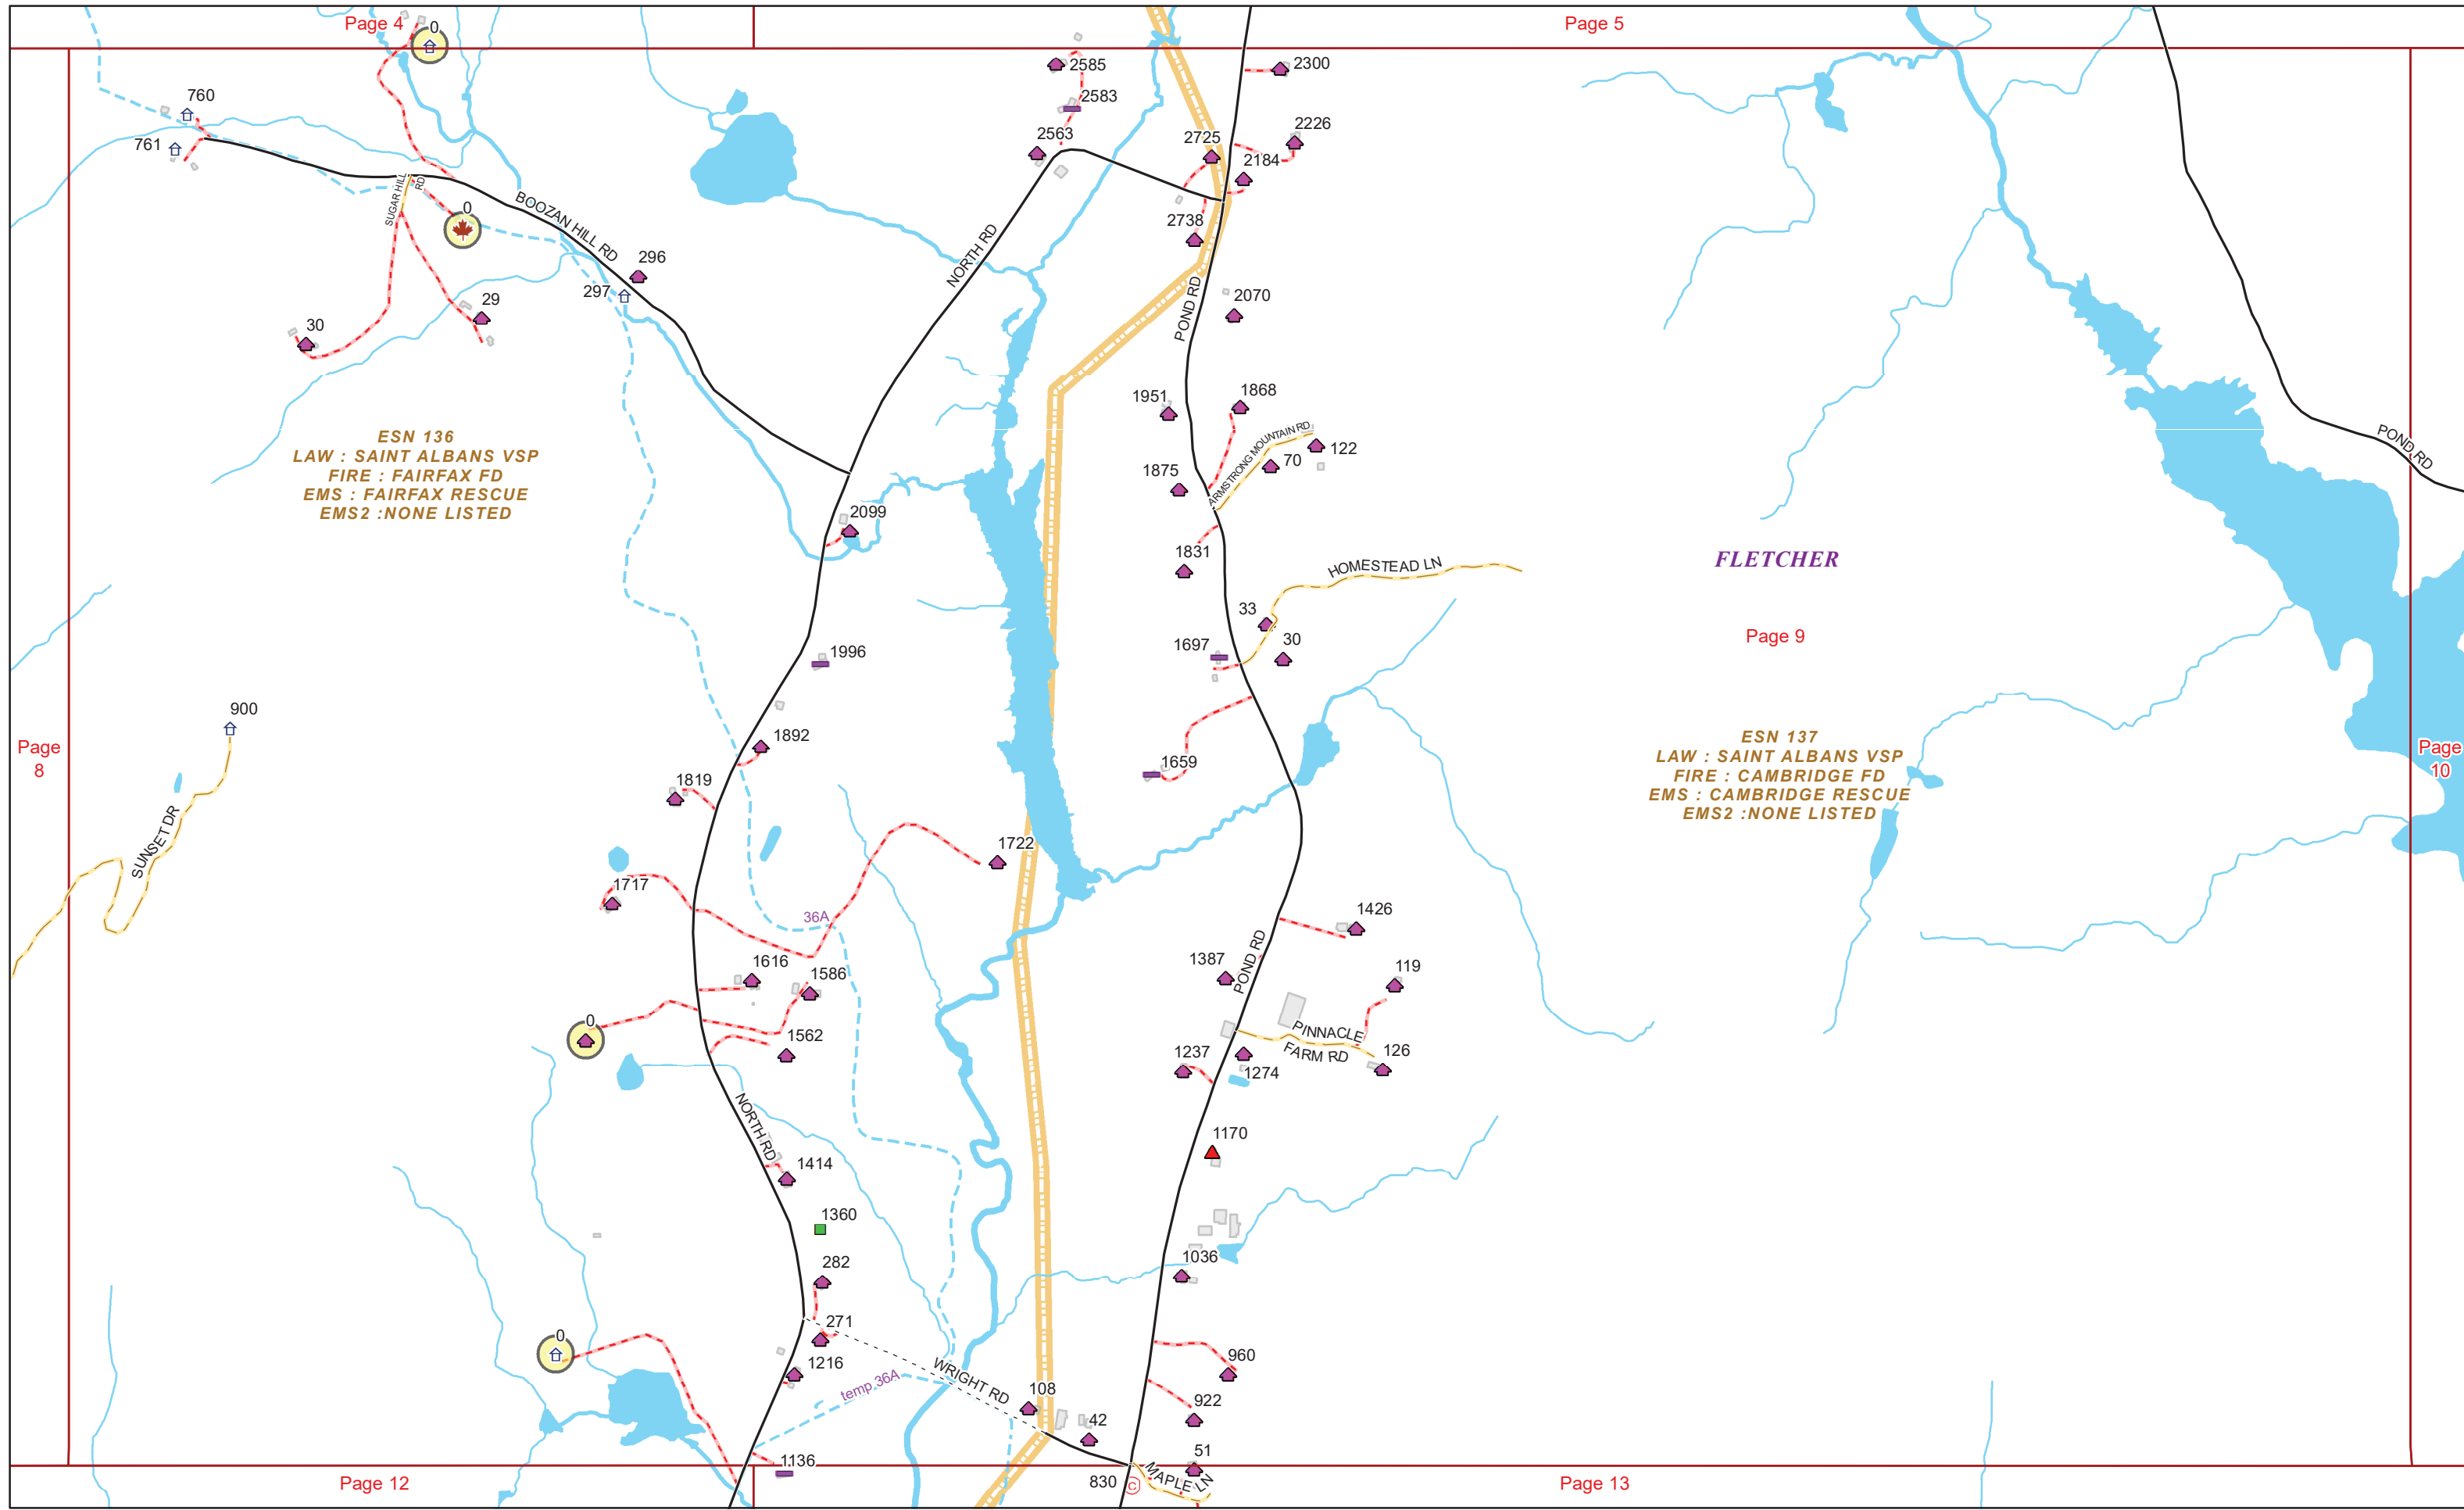 Page 4
0
Page 5
2585
2300
760
2583
761
2563
2725
2226
2184
SUGAR HILL
RD
BOOZAN HILL RD
0
2738
NORTH RD
296
297
29
30
POND RD
2070
1951
1868
ARMSTRONG MOUNTAIN RD
122
70
POND RD
ESN 136
LAW : SAINT ALBANS VSP
FIRE : FAIRFAX FD
EMS : FAIRFAX RESCUE
EMS2 :NONE LISTED
1875
2099
1831
HOMESTEAD LN
FLETCHER
33
30
1697
Page 9
1996
900
1892
1659
Page
8
ESN 137
LAW : SAINT ALBANS VSP
FIRE : CAMBRIDGE FD
EMS : CAMBRIDGE RESCUE
EMS2 :NONE LISTED
Page
10
1819
SUNSET DR
1722
1717
36A
1426
POND RD
1387
119
1616
1586
0
1562
PINNACLE
FARM RD
126
1237
1274
NORTH RD
1170
1414
1360
282
1036
271
0
1216
WRIGHT RD
temp 36A
108
960
922
42
51
1136
830
C
MAPLE LN
Page 12
Page 13